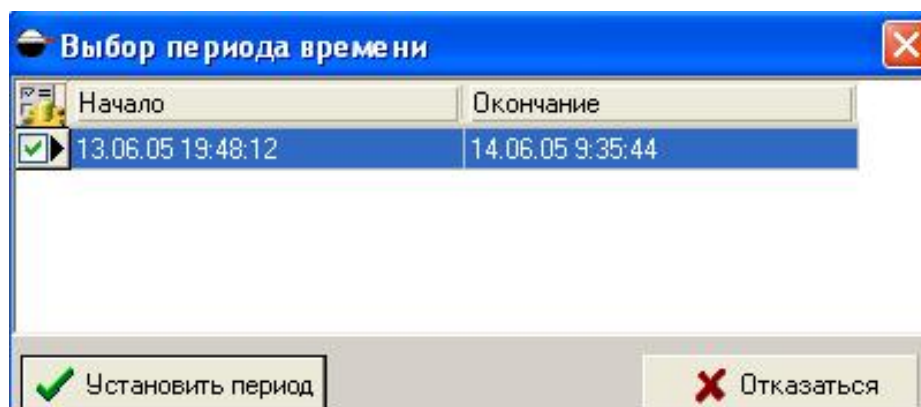 Выбор периода времени
Начало Окончание
13.06.05 19:48:12 14.06.05 9:35:44
Установить период Отказаться